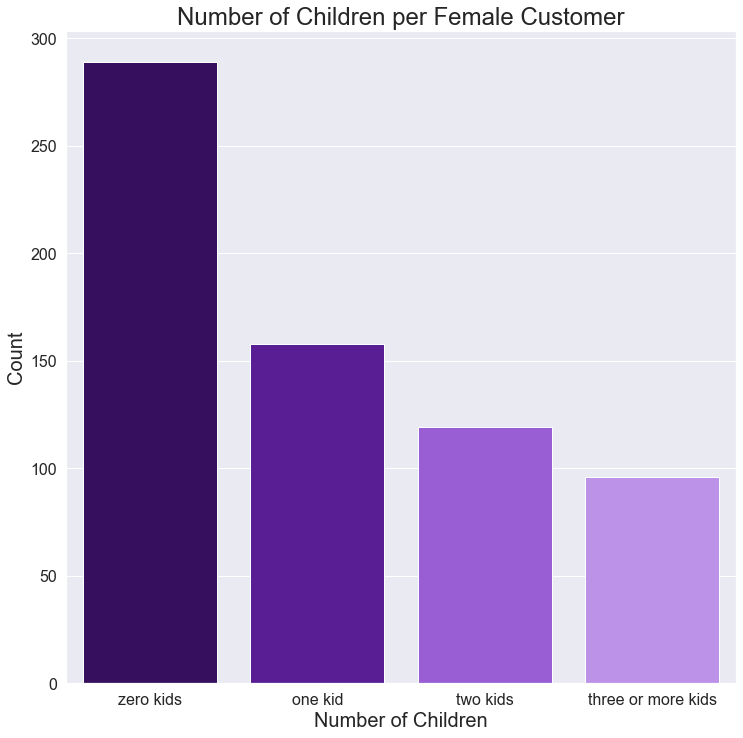 Number of Children per Female Customer
300
250
200
150
100
50
0
Count
zero kids
one kid
two kids
three or more kids
Number of Children